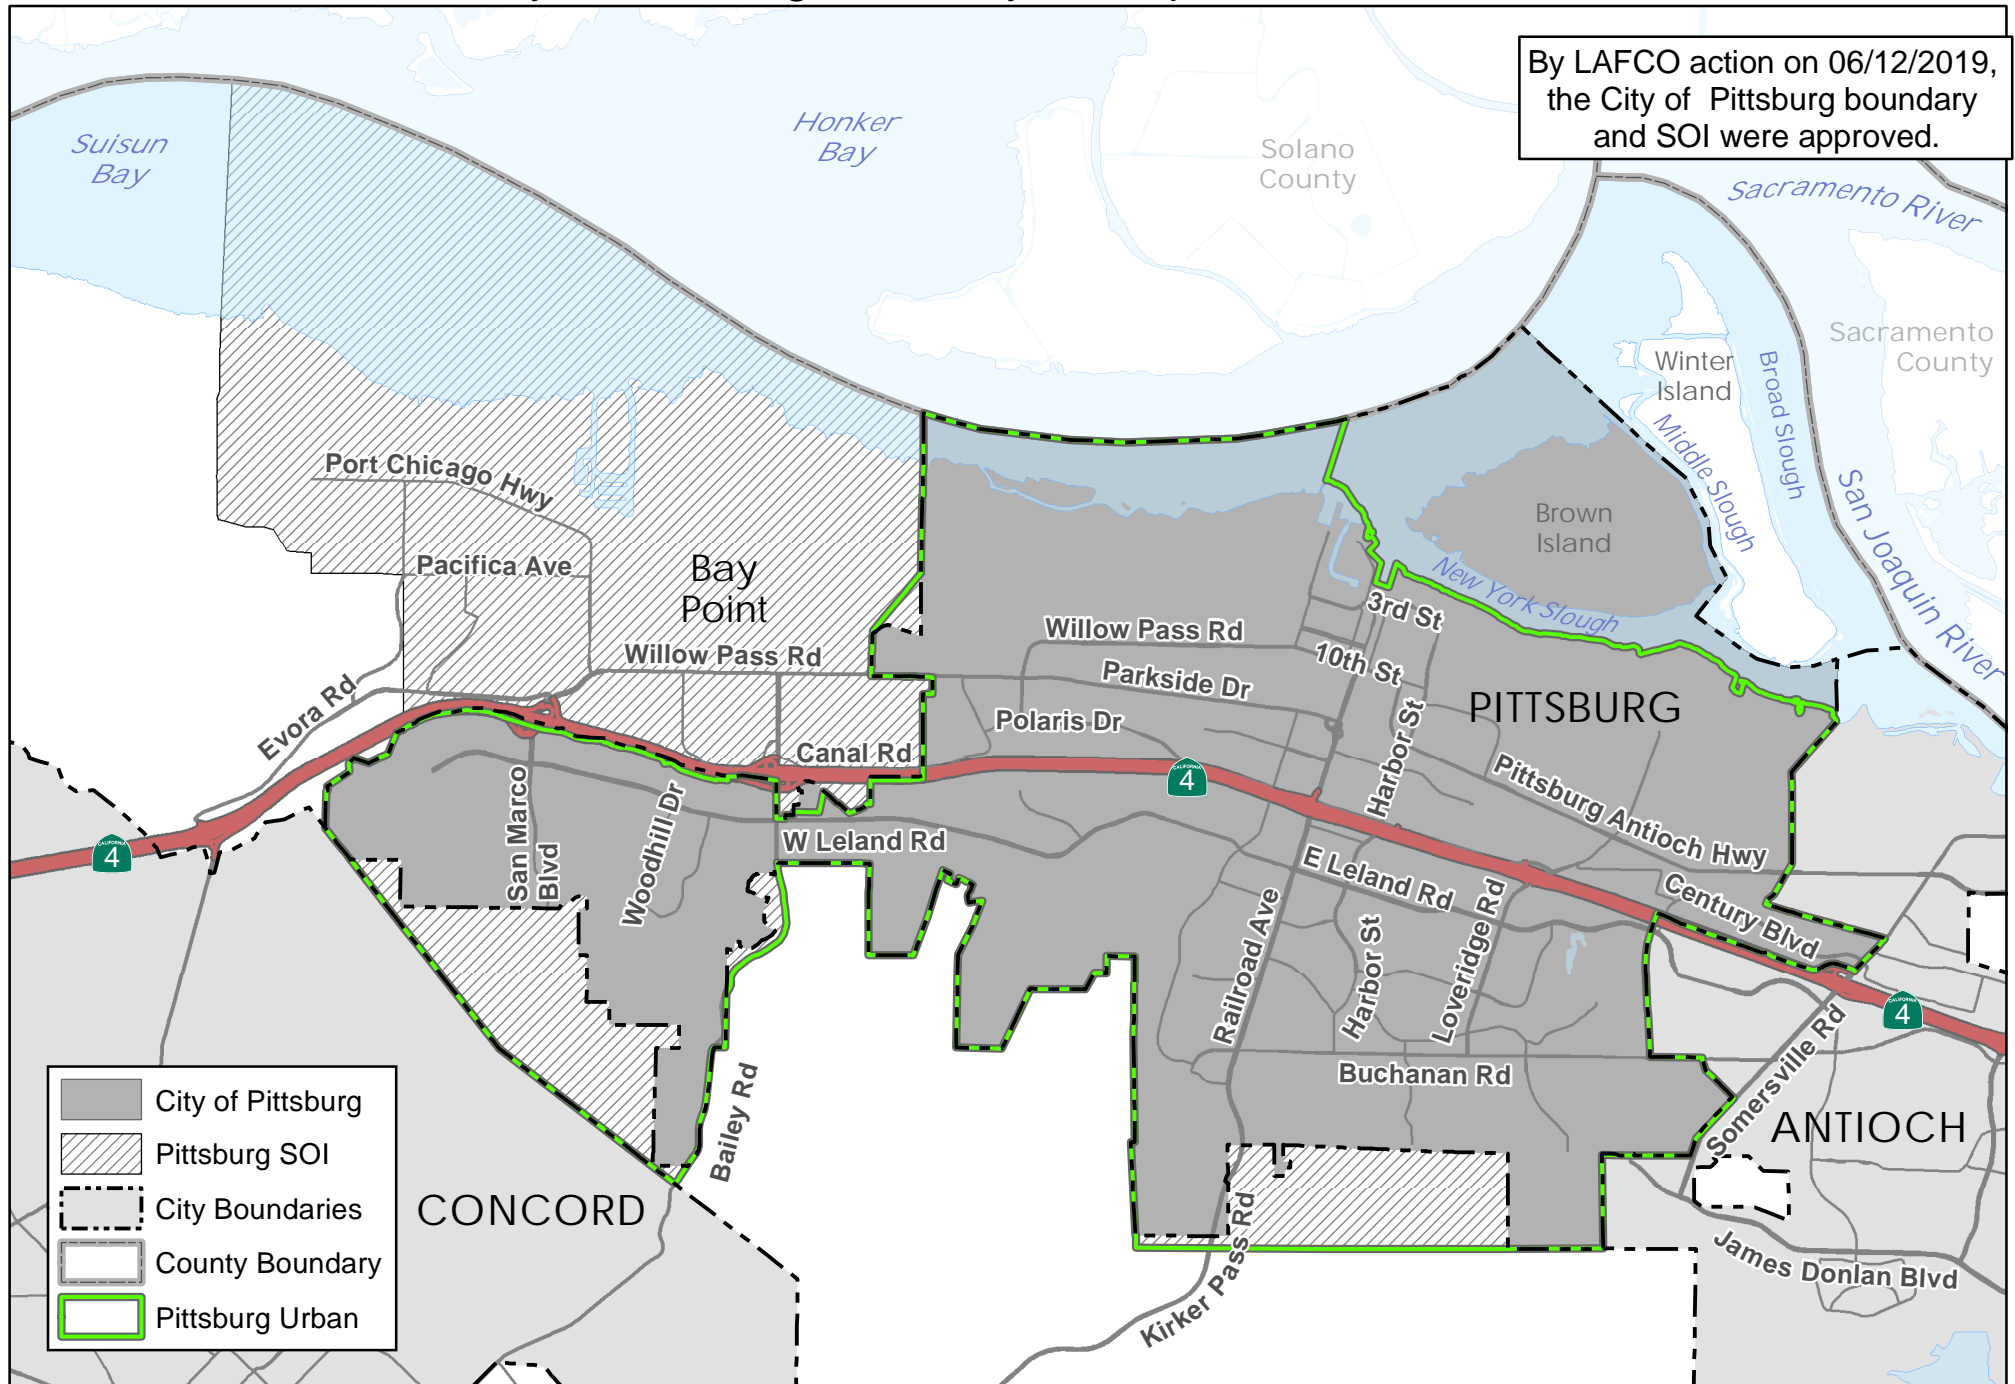 By LAFCO action on 06/12/2019,
the City of Pittsburg boundary
and SOI were approved.
Suisun
Bay
Honker
Bay
Solano
County
Sacramento River
Sacramento
County
Winter
Island
Broad Slough
Middle Slough
San Joaquin River
Brown
Island
New York Slough
Port Chicago Hwy
Pacifica Ave
Bay
Point
Willow Pass Rd
Willow Pass Rd
3rd St
10th St
Parkside Dr
PITTSBURG
Polaris Dr
Harbor St
Evora Rd
Canal Rd
CALIFORNIA
4
Pittsburg Antioch Hwy
San Marco
Blvd
Woodhill Dr
W Leland Rd
CALIFORNIA
4
E Leland Rd
Century Blvd
Railroad Ave
Harbor St
Loveridge Rd
CALIFORNIA
4
Somersville Rd
Buchanan Rd
ANTIOCH
Bailey Rd
CONCORD
Kirker Pass Rd
James Donlan Blvd
City of Pittsburg
Pittsburg SOI
City Boundaries
County Boundary
Pittsburg Urban